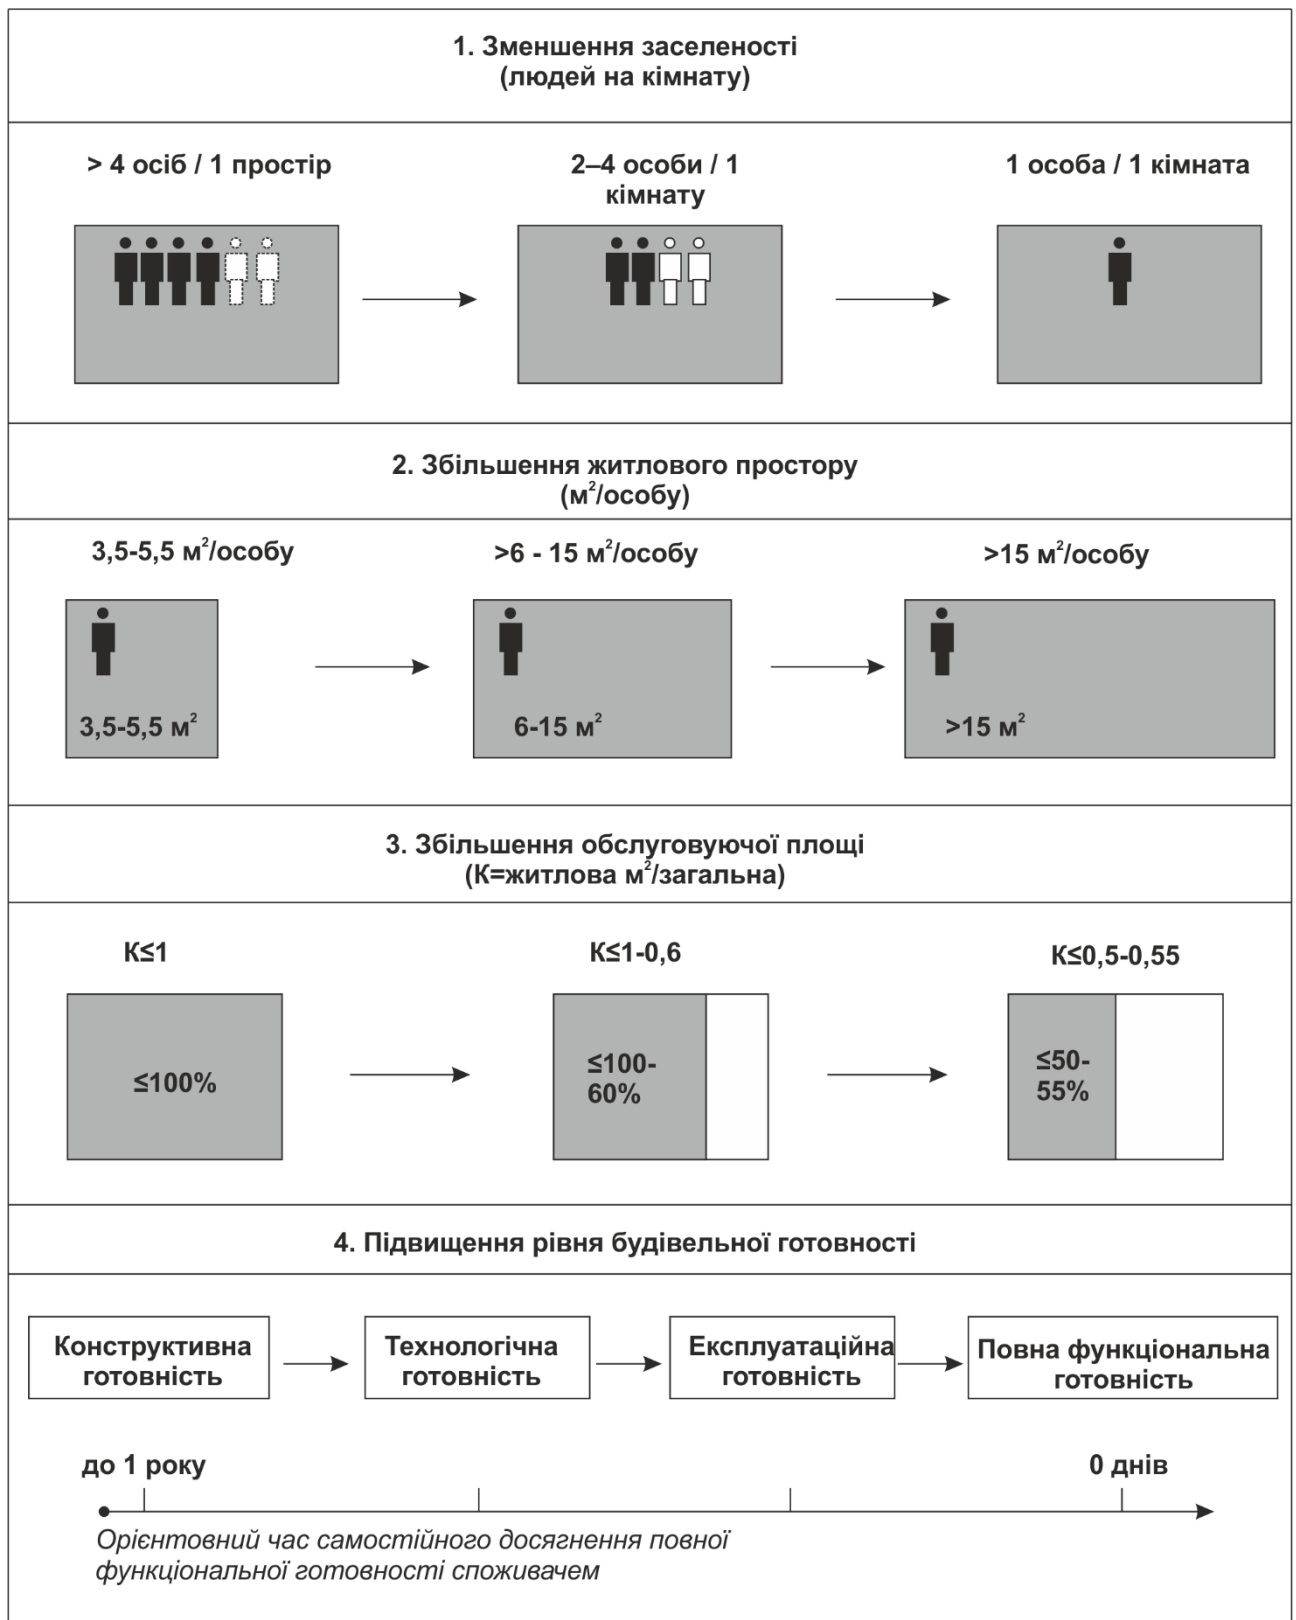 1. Зменшення заселеності
(людей на кімнату)
> 4 осіб / 1 простір
2–4 особи / 1
кімнату
1 особа / 1 кімната
2. Збільшення житлового простору
(м²/особу)
3,5-5,5 м²/особу
>6 - 15 м²/особу
>15 м²/особу
3,5-5,5 м²
6-15 м²
>15 м²
3. Збільшення обслуговуючої площі
(К=житлова м²/загальна)
К≤1
К≤1-0,6
К≤0,5-0,55
≤100%
≤100-
60%
≤50-
55%
4. Підвищення рівня будівельної готовності
Конструктивна
готовність
Технологічна
готовність
Експлуатаційна
готовність
Повна функціональна
готовність
до 1 року
0 днів
Орієнтовний час самостійного досягнення повної
функціональної готовності споживачем